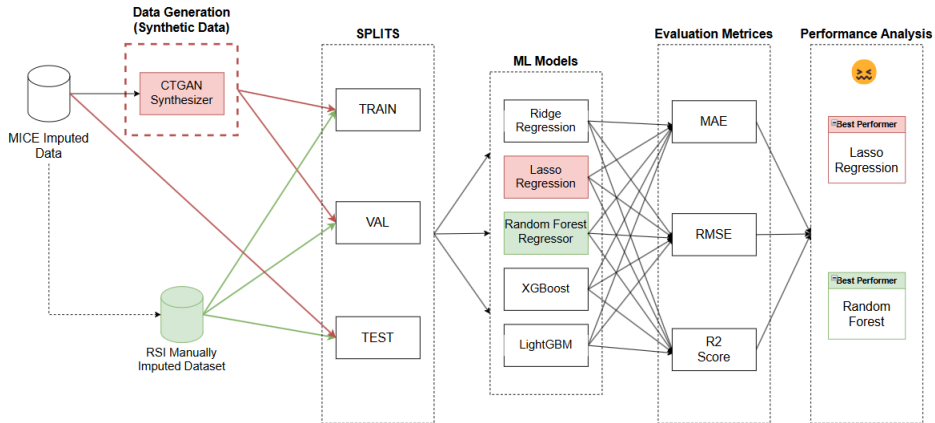 Data Generation
(Synthetic Data)
CTGAN
Synthesizer
MICE Imputed
Data
RSI Manually
Imputed Dataset
SPLITS
TRAIN
VAL
TEST
ML Models
Ridge
Regression
Lasso
Regression
Random Forest
Regressor
XGBoost
LightGBM
Evaluation Metrices
MAE
RMSE
R2
Score
Performance Analysis
Best Performer
Lasso
Regression
Best Performer
Random
Forest